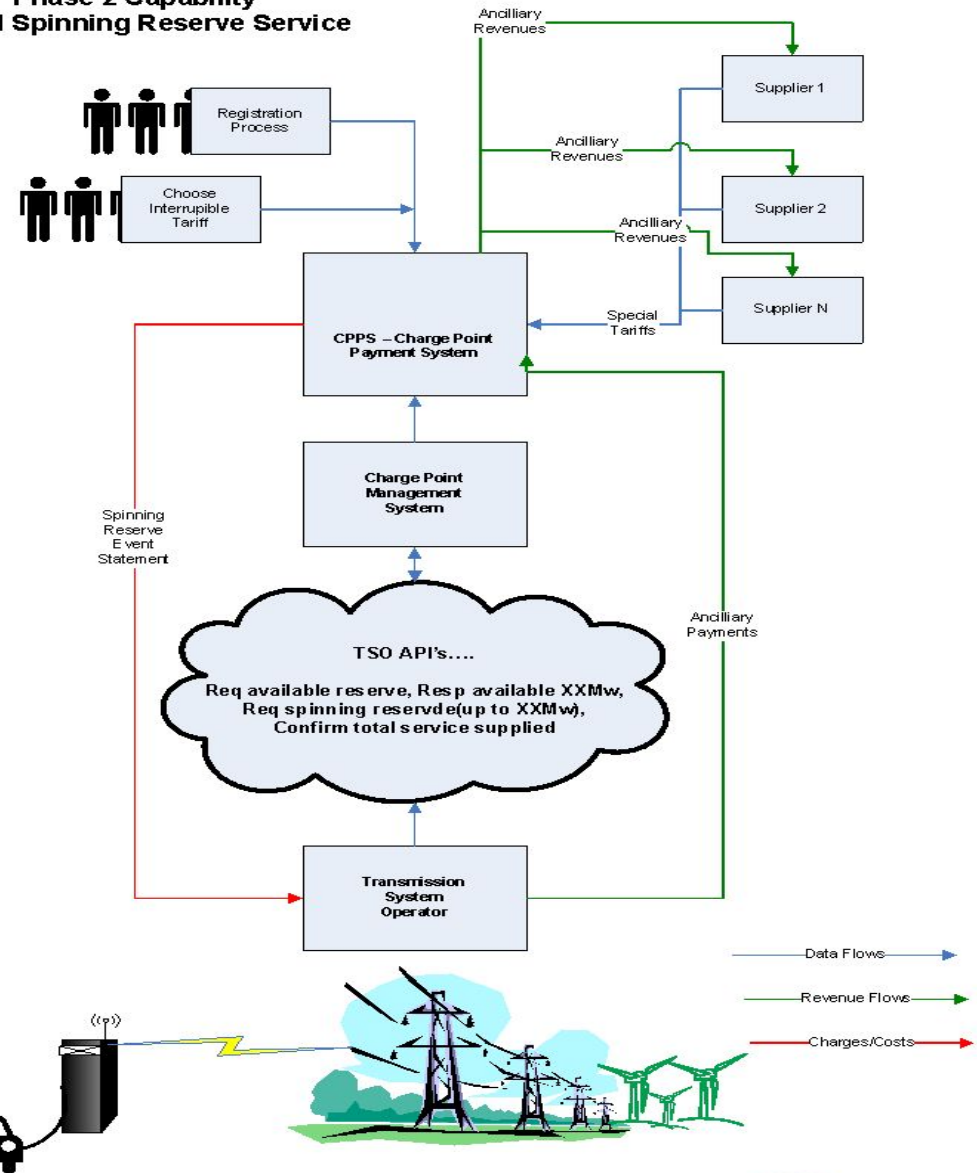 Phase 2 Capability
Spinning Reserve Service
Ancilliary
Revenues
Supplier 1
Registration
Process
Ancilliary
Revenues
Choose
Interrupible
Tariff
Supplier 2
Ancilliary
Revenues
Supplier N
Special
Tariffs
CPPS – Charge Point
Payment System
Charge Point
Management
System
Spinning
Reserve
Event
Statement
Ancilliary
Payments
TSO API's....
Req available reserve, Resp available XXMw,
Req spinning reservde(up to XXMw),
Confirm total service supplied
Transmission
System
Operator
Data Flows
Revenue Flows
Charges/Costs